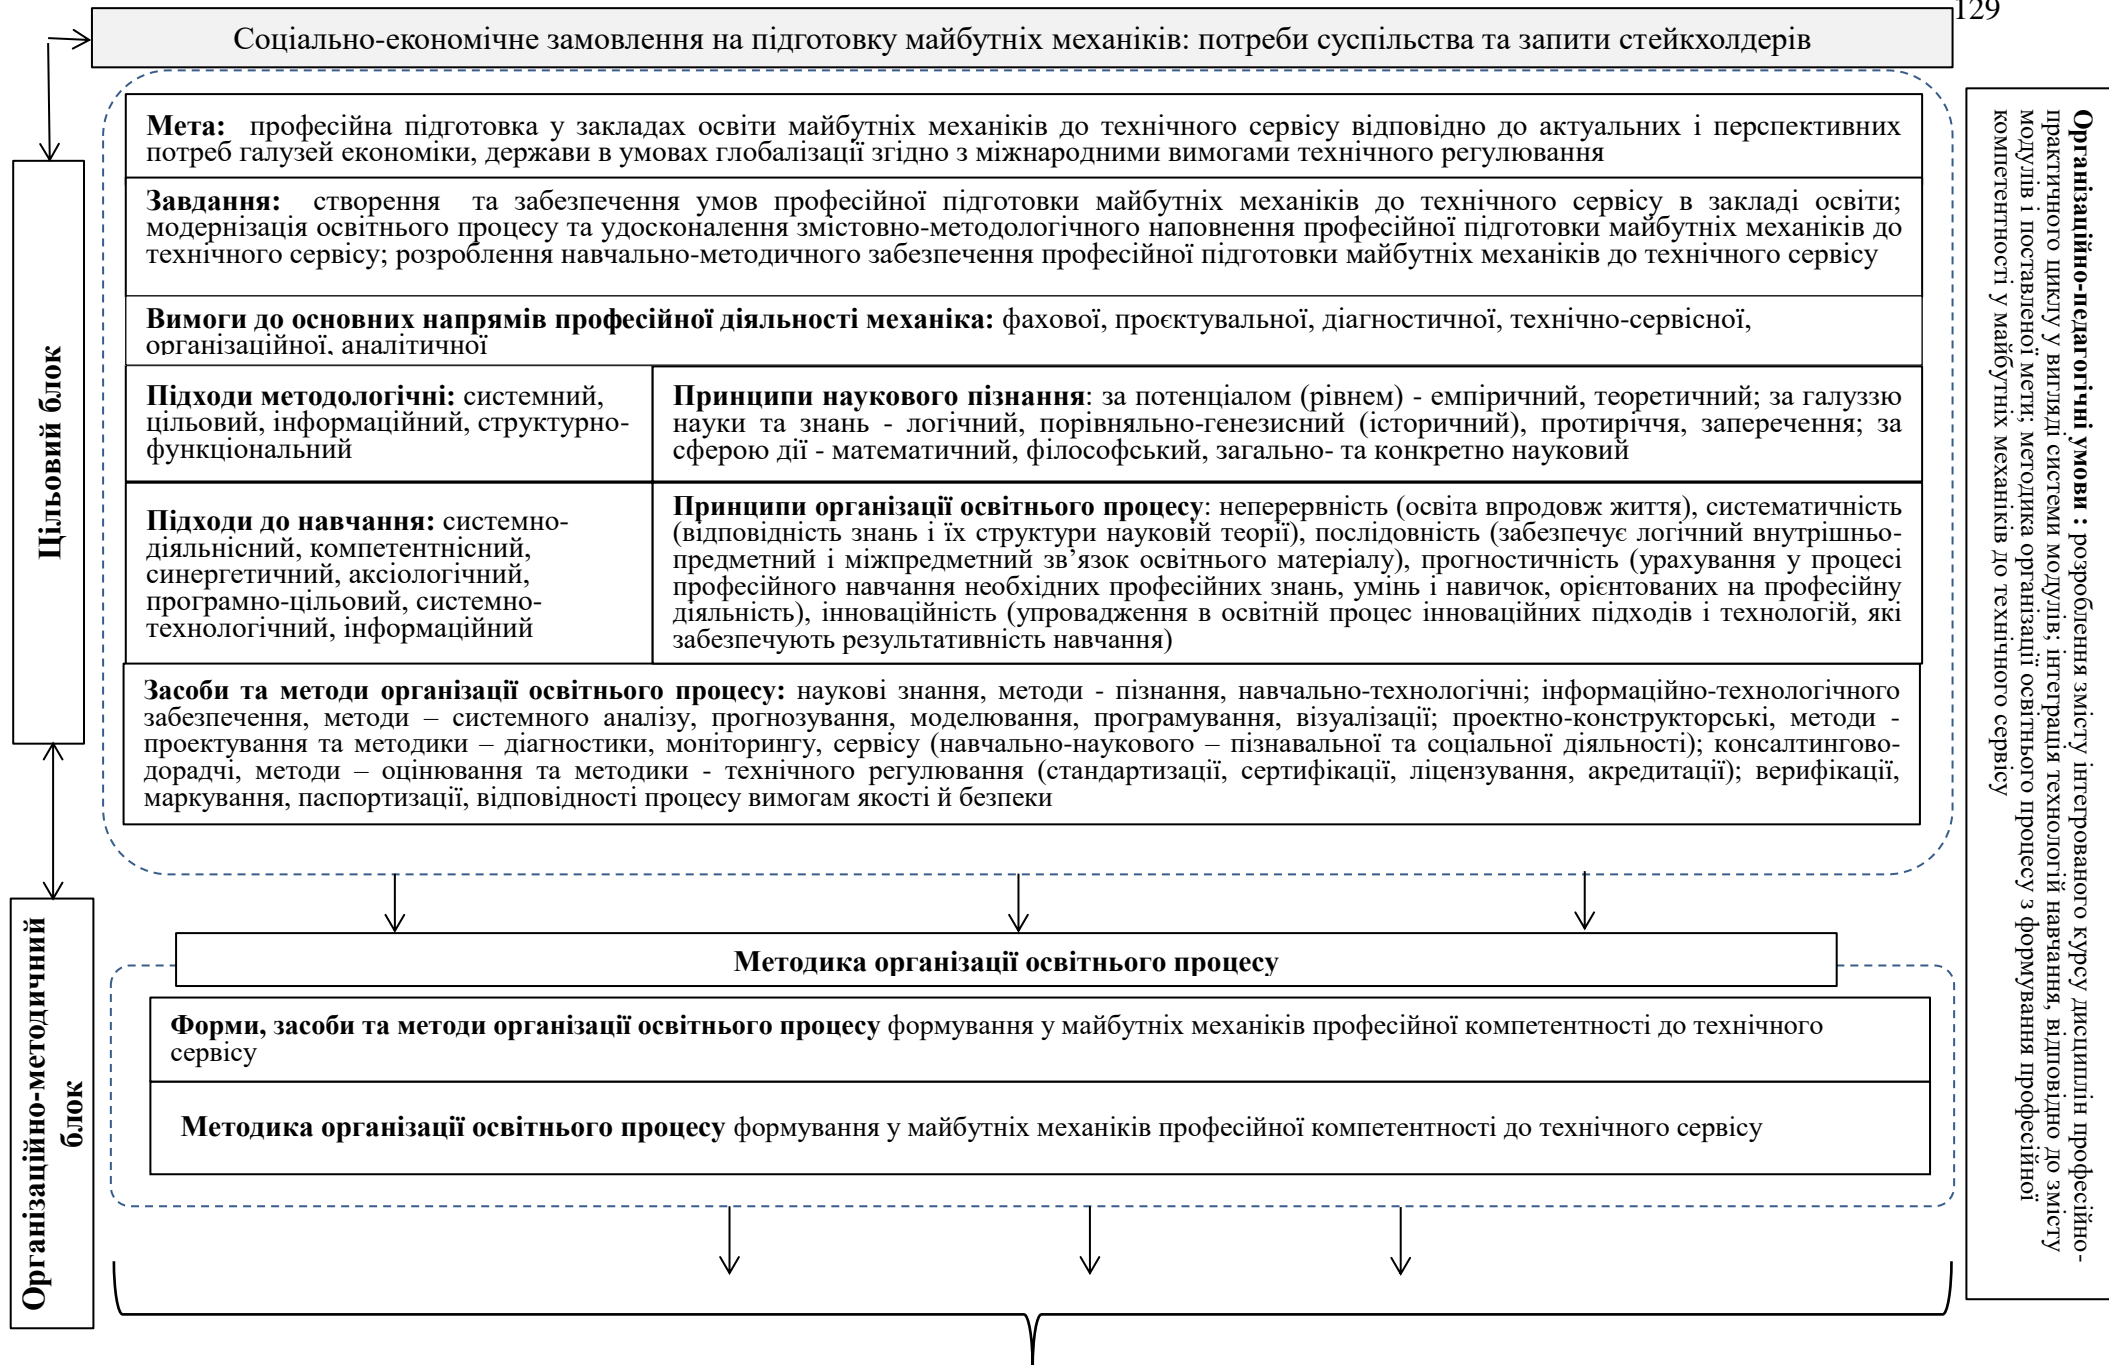 129
Соціально-економічне замовлення на підготовку майбутніх механіків: потреби суспільства та запити стейкхолдерів
Цільовий блок
Мета: професійна підготовка у закладах освіти майбутніх механіків до технічного сервісу відповідно до актуальних і перспективних
потреб галузей економіки, держави в умовах глобалізації згідно з міжнародними вимогами технічного регулювання
Завдання: створення та забезпечення умов професійної підготовки майбутніх механіків до технічного сервісу в закладі освіти;
модернізація освітнього процесу та удосконалення змістовно-методологічного наповнення професійної підготовки майбутніх механіків до
технічного сервісу; розроблення навчально-методичного забезпечення професійної підготовки майбутніх механіків до технічного сервісу
Вимоги до основних напрямів професійної діяльності механіка: фахової, проєктувальної, діагностичної, технічно-сервісної,
організаційної, аналітичної
Підходи методологічні: системний,
цільовий, інформаційний, структурно-
функціональний
Принципи наукового пізнання: за потенціалом (рівнем) - емпіричний, теоретичний; за галуззю
науки та знань - логічний, порівняльно-генезисний (історичний), протиріччя, заперечення; за
сферою дії - математичний, філософський, загально- та конкретно науковий
Підходи до навчання: системно-
діяльнісний, компетентнісний,
синергетичний, аксіологічний,
програмно-цільовий, системно-
технологічний, інформаційний
Принципи організації освітнього процесу: неперервність (освіта впродовж життя), систематичність
(відповідність знань і їх структури науковій теорії), послідовність (забезпечує логічний внутрішньо-
предметний і міжпредметний зв’язок освітнього матеріалу), прогностичність (урахування у процесі
професійного навчання необхідних професійних знань, умінь і навичок, орієнтованих на професійну
діяльність), інноваційність (упровадження в освітній процес інноваційних підходів і технологій, які
забезпечують результативність навчання)
Засоби та методи організації освітнього процесу: наукові знання, методи - пізнання, навчально-технологічні; інформаційно-технологічного
забезпечення, методи – системного аналізу, прогнозування, моделювання, програмування, візуалізації; проектно-конструкторські, методи -
проектування та методики – діагностики, моніторингу, сервісу (навчально-наукового – пізнавальної та соціальної діяльності); консалтингово-
дорадчі, методи – оцінювання та методики - технічного регулювання (стандартизації, сертифікації, ліцензування, акредитації); верифікації,
маркування, паспортизації, відповідності процесу вимогам якості й безпеки
Організаційно-методичний
блок
Методика організації освітнього процесу
Форми, засоби та методи організації освітнього процесу формування у майбутніх механіків професійної компетентності до технічного
сервісу
Методика організації освітнього процесу формування у майбутніх механіків професійної компетентності до технічного сервісу
Організаційно-педагогічні умови : розроблення змісту інтегрованого курсу дисциплін професійно-
практичного циклу у вигляді системи модулів; інтеграція технологій навчання, відповідно до змісту
модулів і поставленої мети; методика організації освітнього процесу з формування професійної
компетентності у майбутніх механіків до технічного сервісу